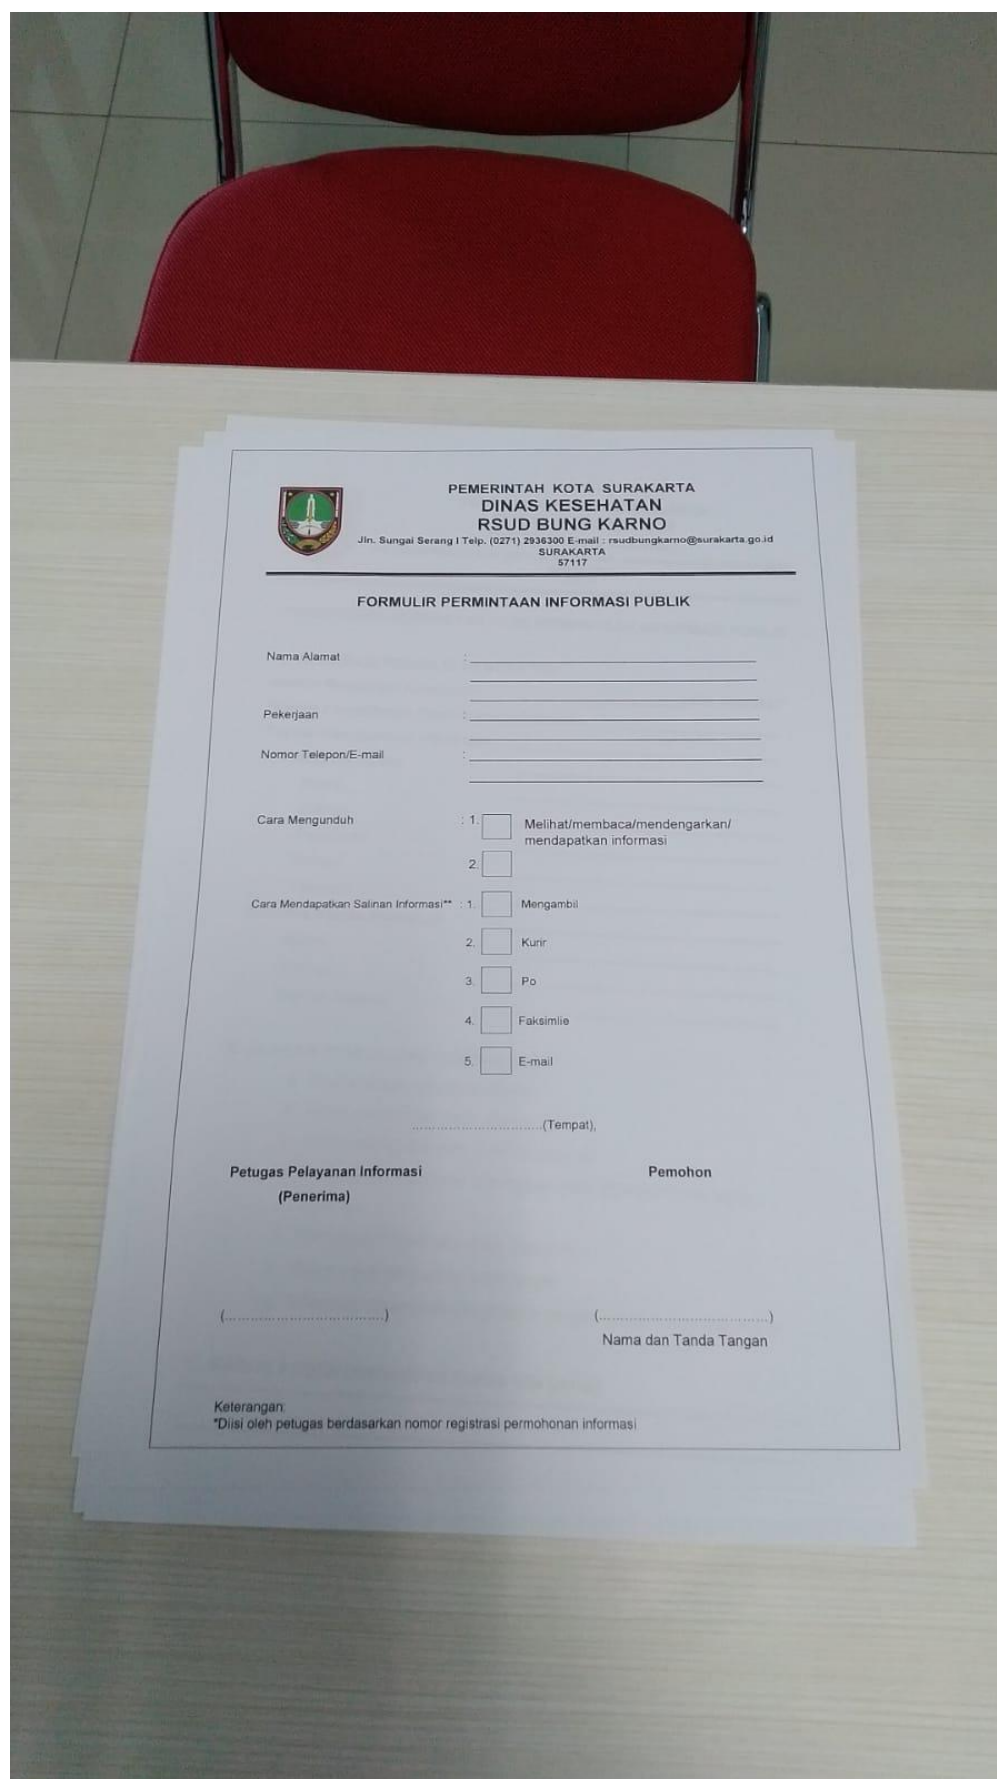 PEMERINTAH KOTA SURAKARTA
DINAS KESEHATAN
RSUD BUNG KARNO
Jln. Sungai Serang I Telp. (0271) 2936300 E-mail : rsudbungkarno@surakarta.go.id
SURAKARTA
57117
FORMULIR PERMINTAAN INFORMASI PUBLIK
Nama Alamat :
Pekerjaan :
Nomor Telepon/E-mail :
Cara Mengunduh : 1. Melihat/membaca/mendengarkan/
mendapatkan informasi
2.
Cara Mendapatkan Salinan Informasi** : 1. Mengambil
2. Kurir
3. Po
4. Faksimlie
5. E-mail
................................(Tempat),
Petugas Pelayanan Informasi Pemohon
(Penerima)
(....................................) (......................................)
Nama dan Tanda Tangan
Keterangan:
*Diisi oleh petugas berdasarkan nomor registrasi permohonan informasi